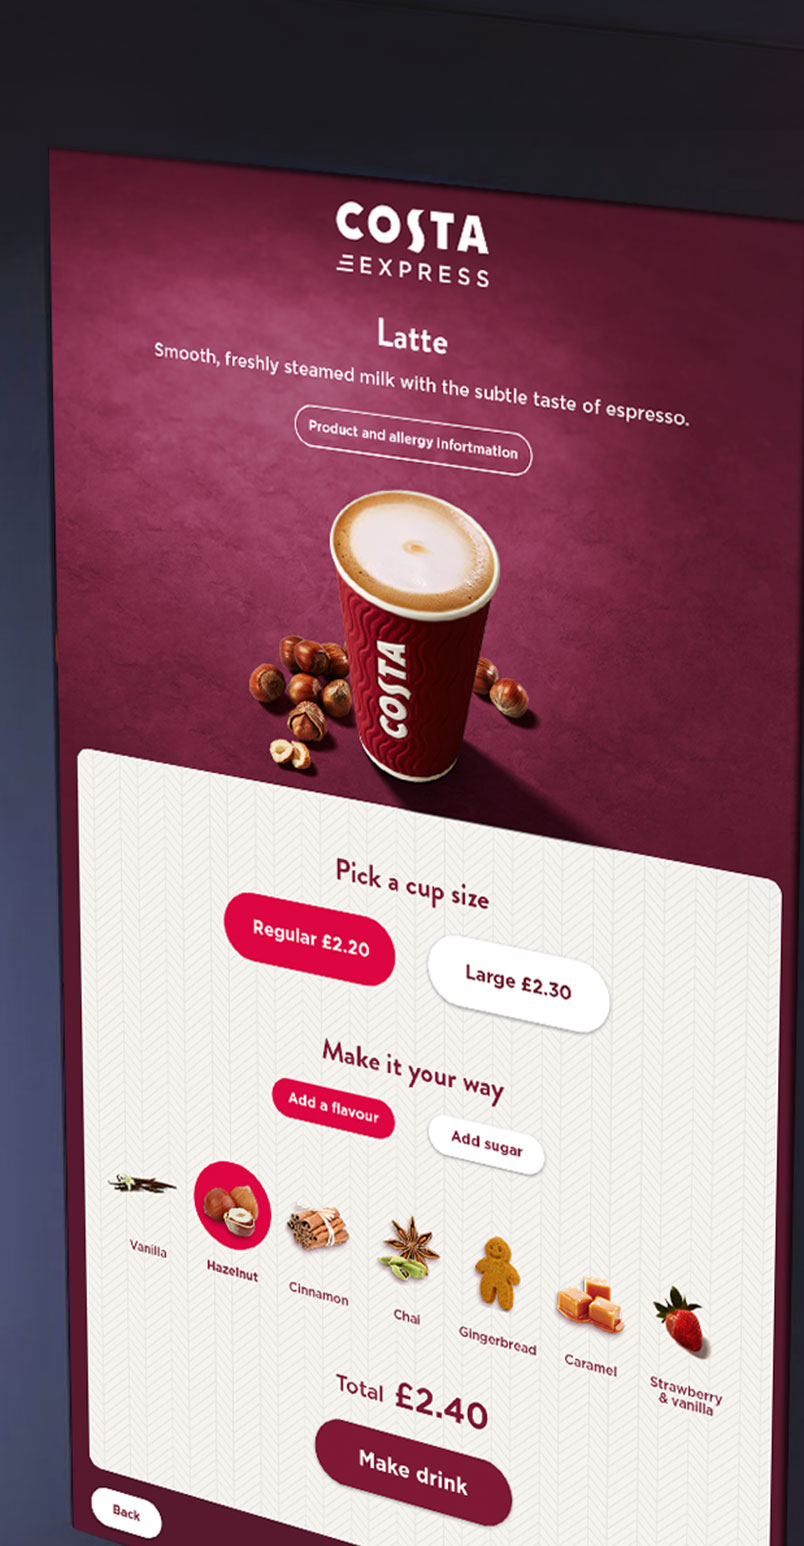 COSTA
EXPRESS
Latte
Smooth, freshly steamed milk with the subtle taste of espresso.
Product and allergy infortmation
COSTA
Pick a cup size
Regular £2.20
Large £2.30
Make it your way
Add a flavour
Add sugar
Vanilla
Hazelnut
Cinnamon
Chai
Gingerbread
Caramel
Strawberry
& vanilla
Total £2.40
Make drink
Back